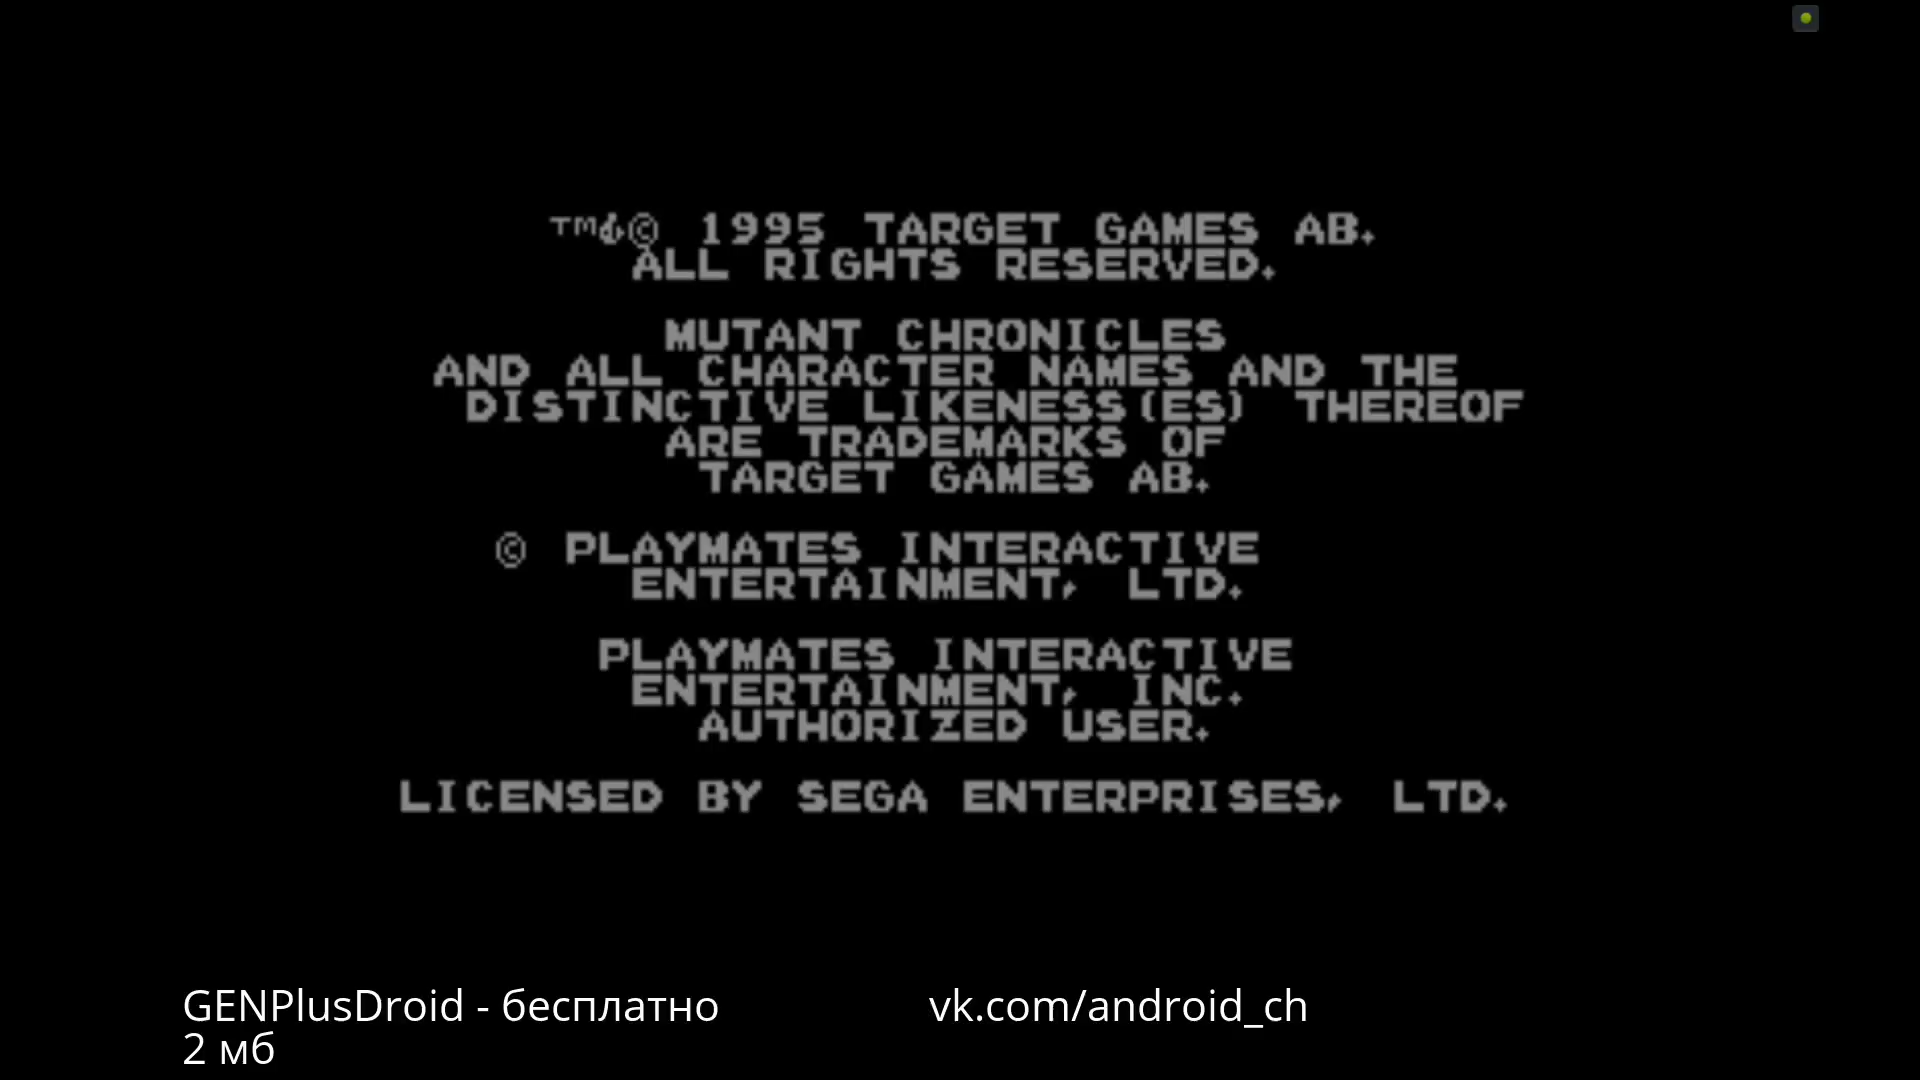 ™&© 1995 TARGET GAMES AB.
ALL RIGHTS RESERVED.
MUTANT CHRONICLES
AND ALL CHARACTER NAMES AND THE
DISTINCTIVE LIKENESS(ES) THEREOF
ARE TRADEMARKS OF
TARGET GAMES AB.
© PLAYMATES INTERACTIVE
ENTERTAINMENT, LTD.
PLAYMATES INTERACTIVE
ENTERTAINMENT, INC.
AUTHORIZED USER.
LICENSED BY SEGA ENTERPRISES, LTD.
GENPlusDroid - бесплатно
2 мб
vk.com/android_ch